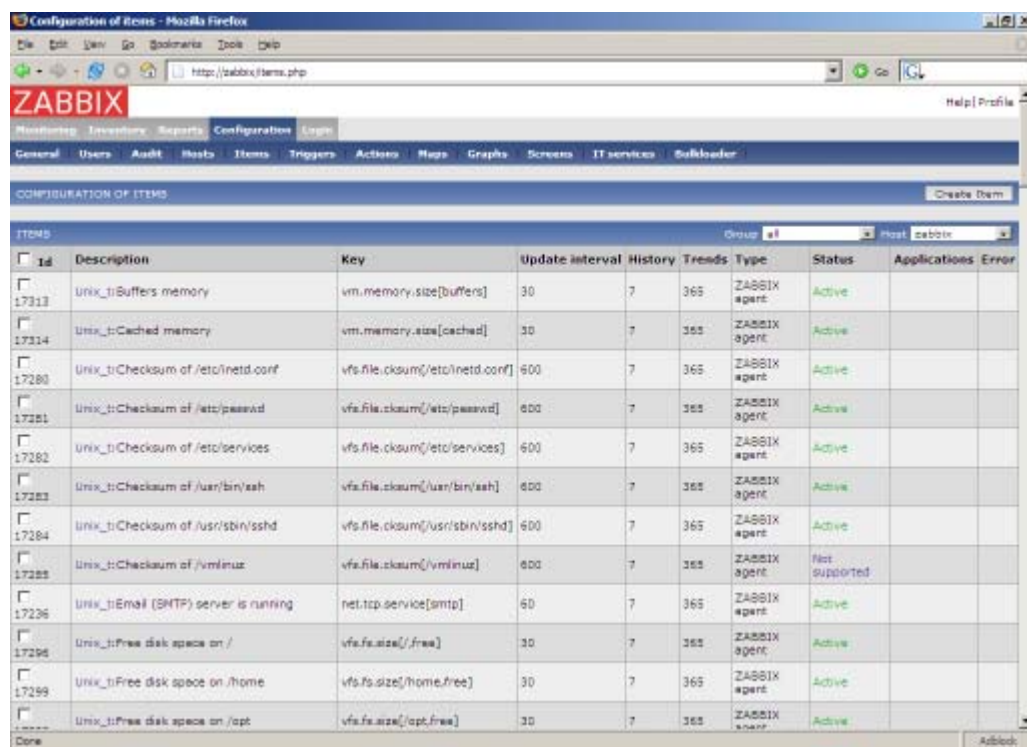 Configuration of items - Mozilla Firefox
File Edit View Go Bookmarks Tools Help
http://zabbix/items.php Go
ZABBIX
Help | Profile
Monitoring Inventory Reports Configuration Login
General Users Audit Hosts Items Triggers Actions Maps Graphs Screens IT services Bulkloader
CONFIGURATION OF ITEMS Create Item
ITEMS Group all Host zabbix
Id Description Key Update interval History Trends Type Status Applications Error
17313 Unix_t:Buffers memory vm.memory.size[buffers] 30 7 365 ZABBIX agent Active
17314 Unix_t:Cached memory vm.memory.size[cached] 30 7 365 ZABBIX agent Active
17280 Unix_t:Checksum of /etc/inetd.conf vfs.file.cksum[/etc/inetd.conf] 600 7 365 ZABBIX agent Active
17281 Unix_t:Checksum of /etc/passwd vfs.file.cksum[/etc/passwd] 600 7 365 ZABBIX agent Active
17282 Unix_t:Checksum of /etc/services vfs.file.cksum[/etc/services] 600 7 365 ZABBIX agent Active
17283 Unix_t:Checksum of /usr/bin/ssh vfs.file.cksum[/usr/bin/ssh] 600 7 365 ZABBIX agent Active
17284 Unix_t:Checksum of /usr/sbin/sshd vfs.file.cksum[/usr/sbin/sshd] 600 7 365 ZABBIX agent Active
17285 Unix_t:Checksum of /vmlinuz vfs.file.cksum[/vmlinuz] 600 7 365 ZABBIX agent Not supported
17236 Unix_t:Email (SMTP) server is running net.tcp.service[smtp] 60 7 365 ZABBIX agent Active
17296 Unix_t:Free disk space on / vfs.fs.size[/,free] 30 7 365 ZABBIX agent Active
17299 Unix_t:Free disk space on /home vfs.fs.size[/home,free] 30 7 365 ZABBIX agent Active
Unix_t:Free disk space on /opt vfs.fs.size[/opt,free] 30 7 365 ZABBIX agent Active
Done Adblock